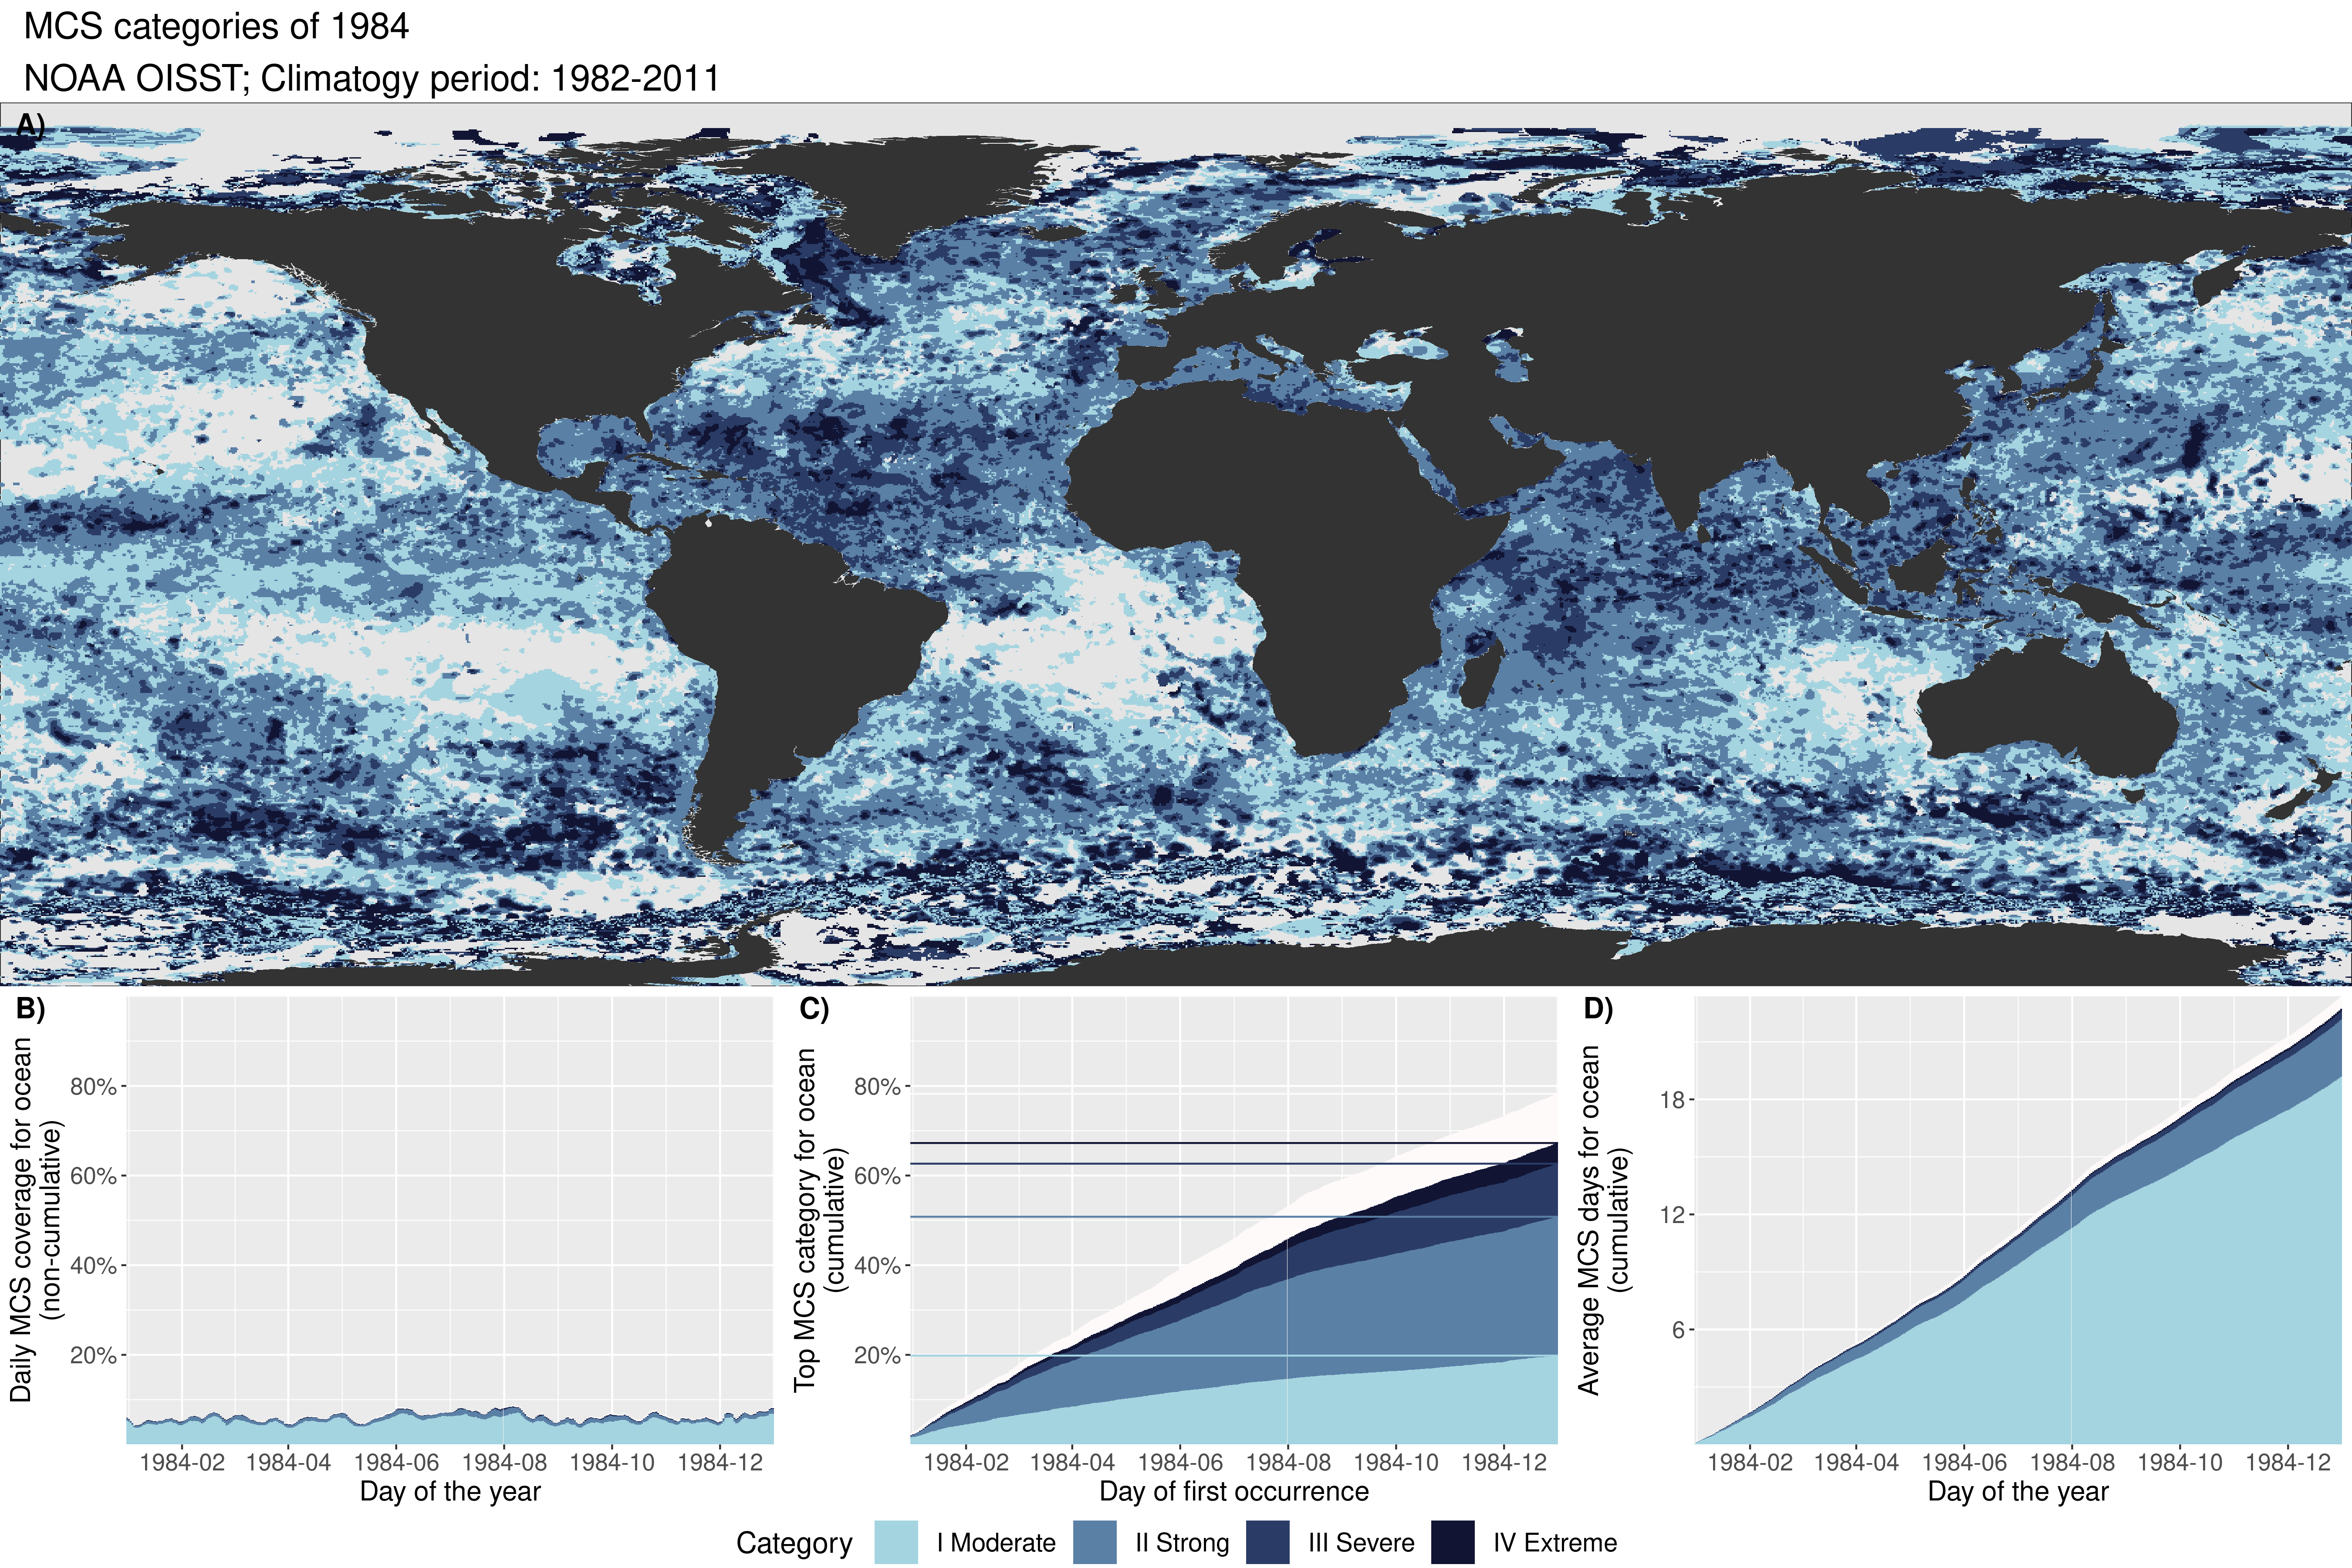 MCS categories of 1984
NOAA OISST; Climatogy period: 1982-2011
A)
B)
Daily MCS coverage for ocean
(non-cumulative)
80%
60%
40%
20%
1984-02 1984-04 1984-06 1984-08 1984-10 1984-12
Day of the year
C)
Top MCS category for ocean
(cumulative)
80%
60%
40%
20%
1984-02 1984-04 1984-06 1984-08 1984-10 1984-12
Day of first occurrence
D)
Average MCS days for ocean
(cumulative)
18
12
6
1984-02 1984-04 1984-06 1984-08 1984-10 1984-12
Day of the year
Category I Moderate II Strong III Severe IV Extreme